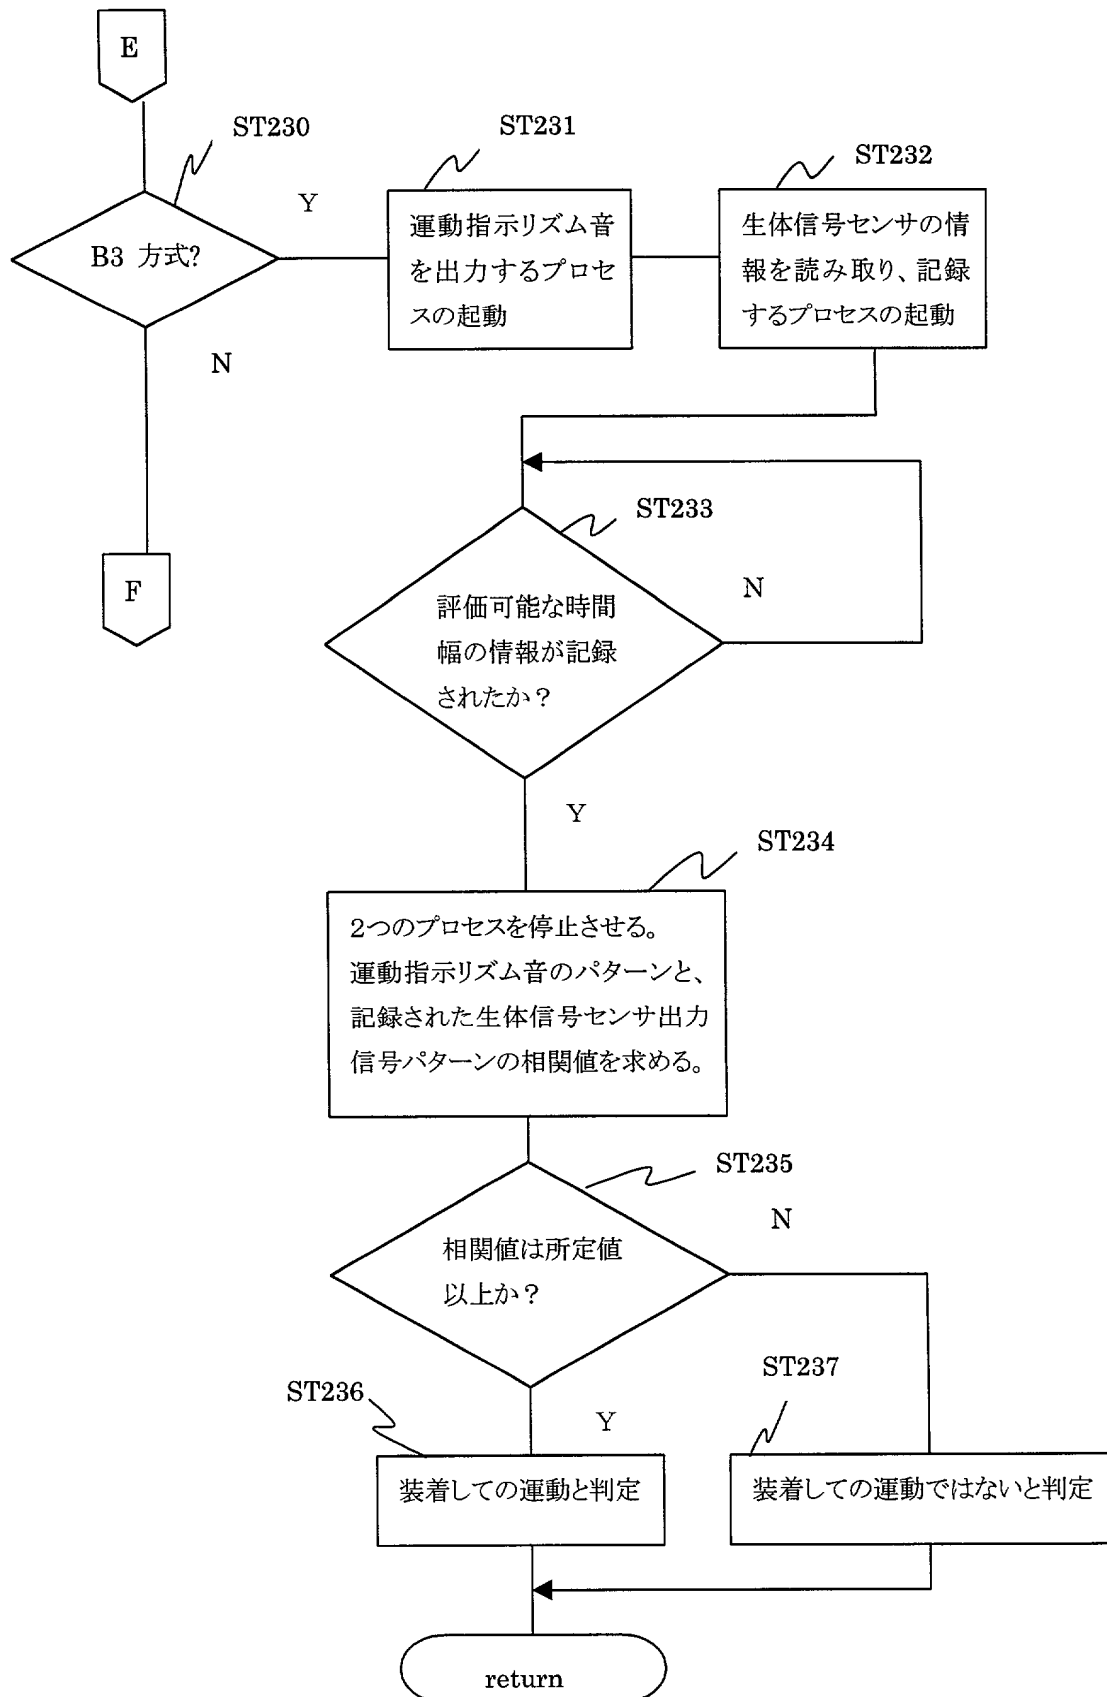 E
ST230
B3 方式?
Y
N
F
ST231
運動指示リズム音
を出力するプロセ
スの起動
ST232
生体信号センサの情
報を読み取り、記録
するプロセスの起動
ST233
評価可能な時間
幅の情報が記録
されたか?
N
Y
ST234
2つのプロセスを停止させる。
運動指示リズム音のパターンと、
記録された生体信号センサ出力
信号パターンの相関値を求める。
ST235
相関値は所定値
以上か?
N
Y
ST236
装着しての運動と判定
ST237
装着しての運動ではないと判定
return